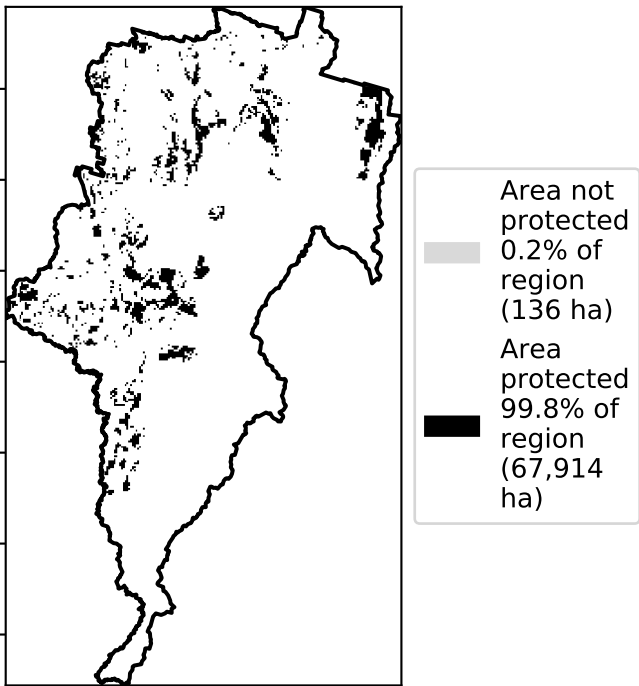 Area not
protected
0.2% of
region
(136 ha)
Area
protected
99.8% of
region
(67,914
ha)